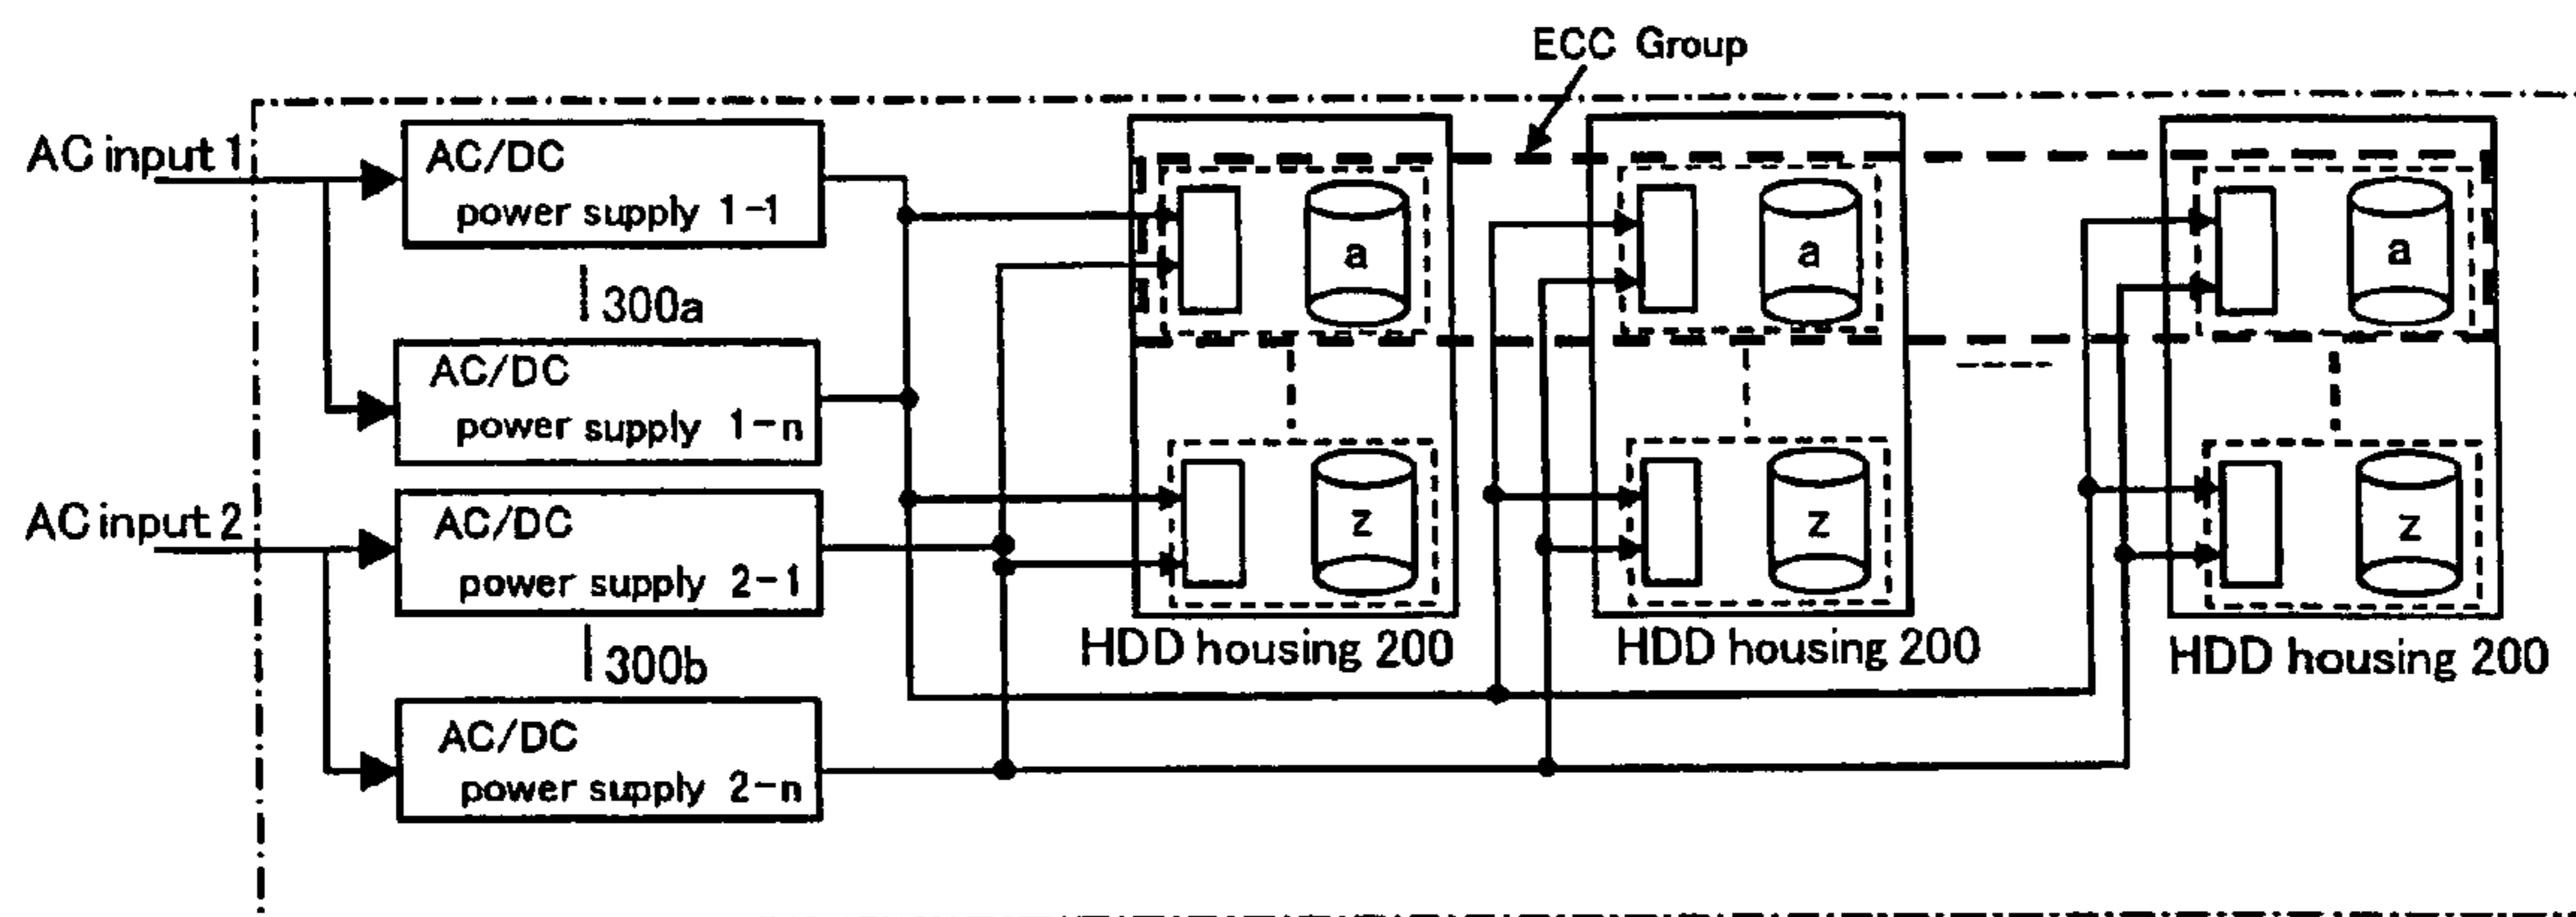 ECC Group
AC input 1
AC/DC
power supply 1-1
300a
AC/DC
power supply 1-n
AC input 2
AC/DC
power supply 2-1
300b
AC/DC
power supply 2-n
a
a
a
z
z
z
HDD housing 200
HDD housing 200
HDD housing 200